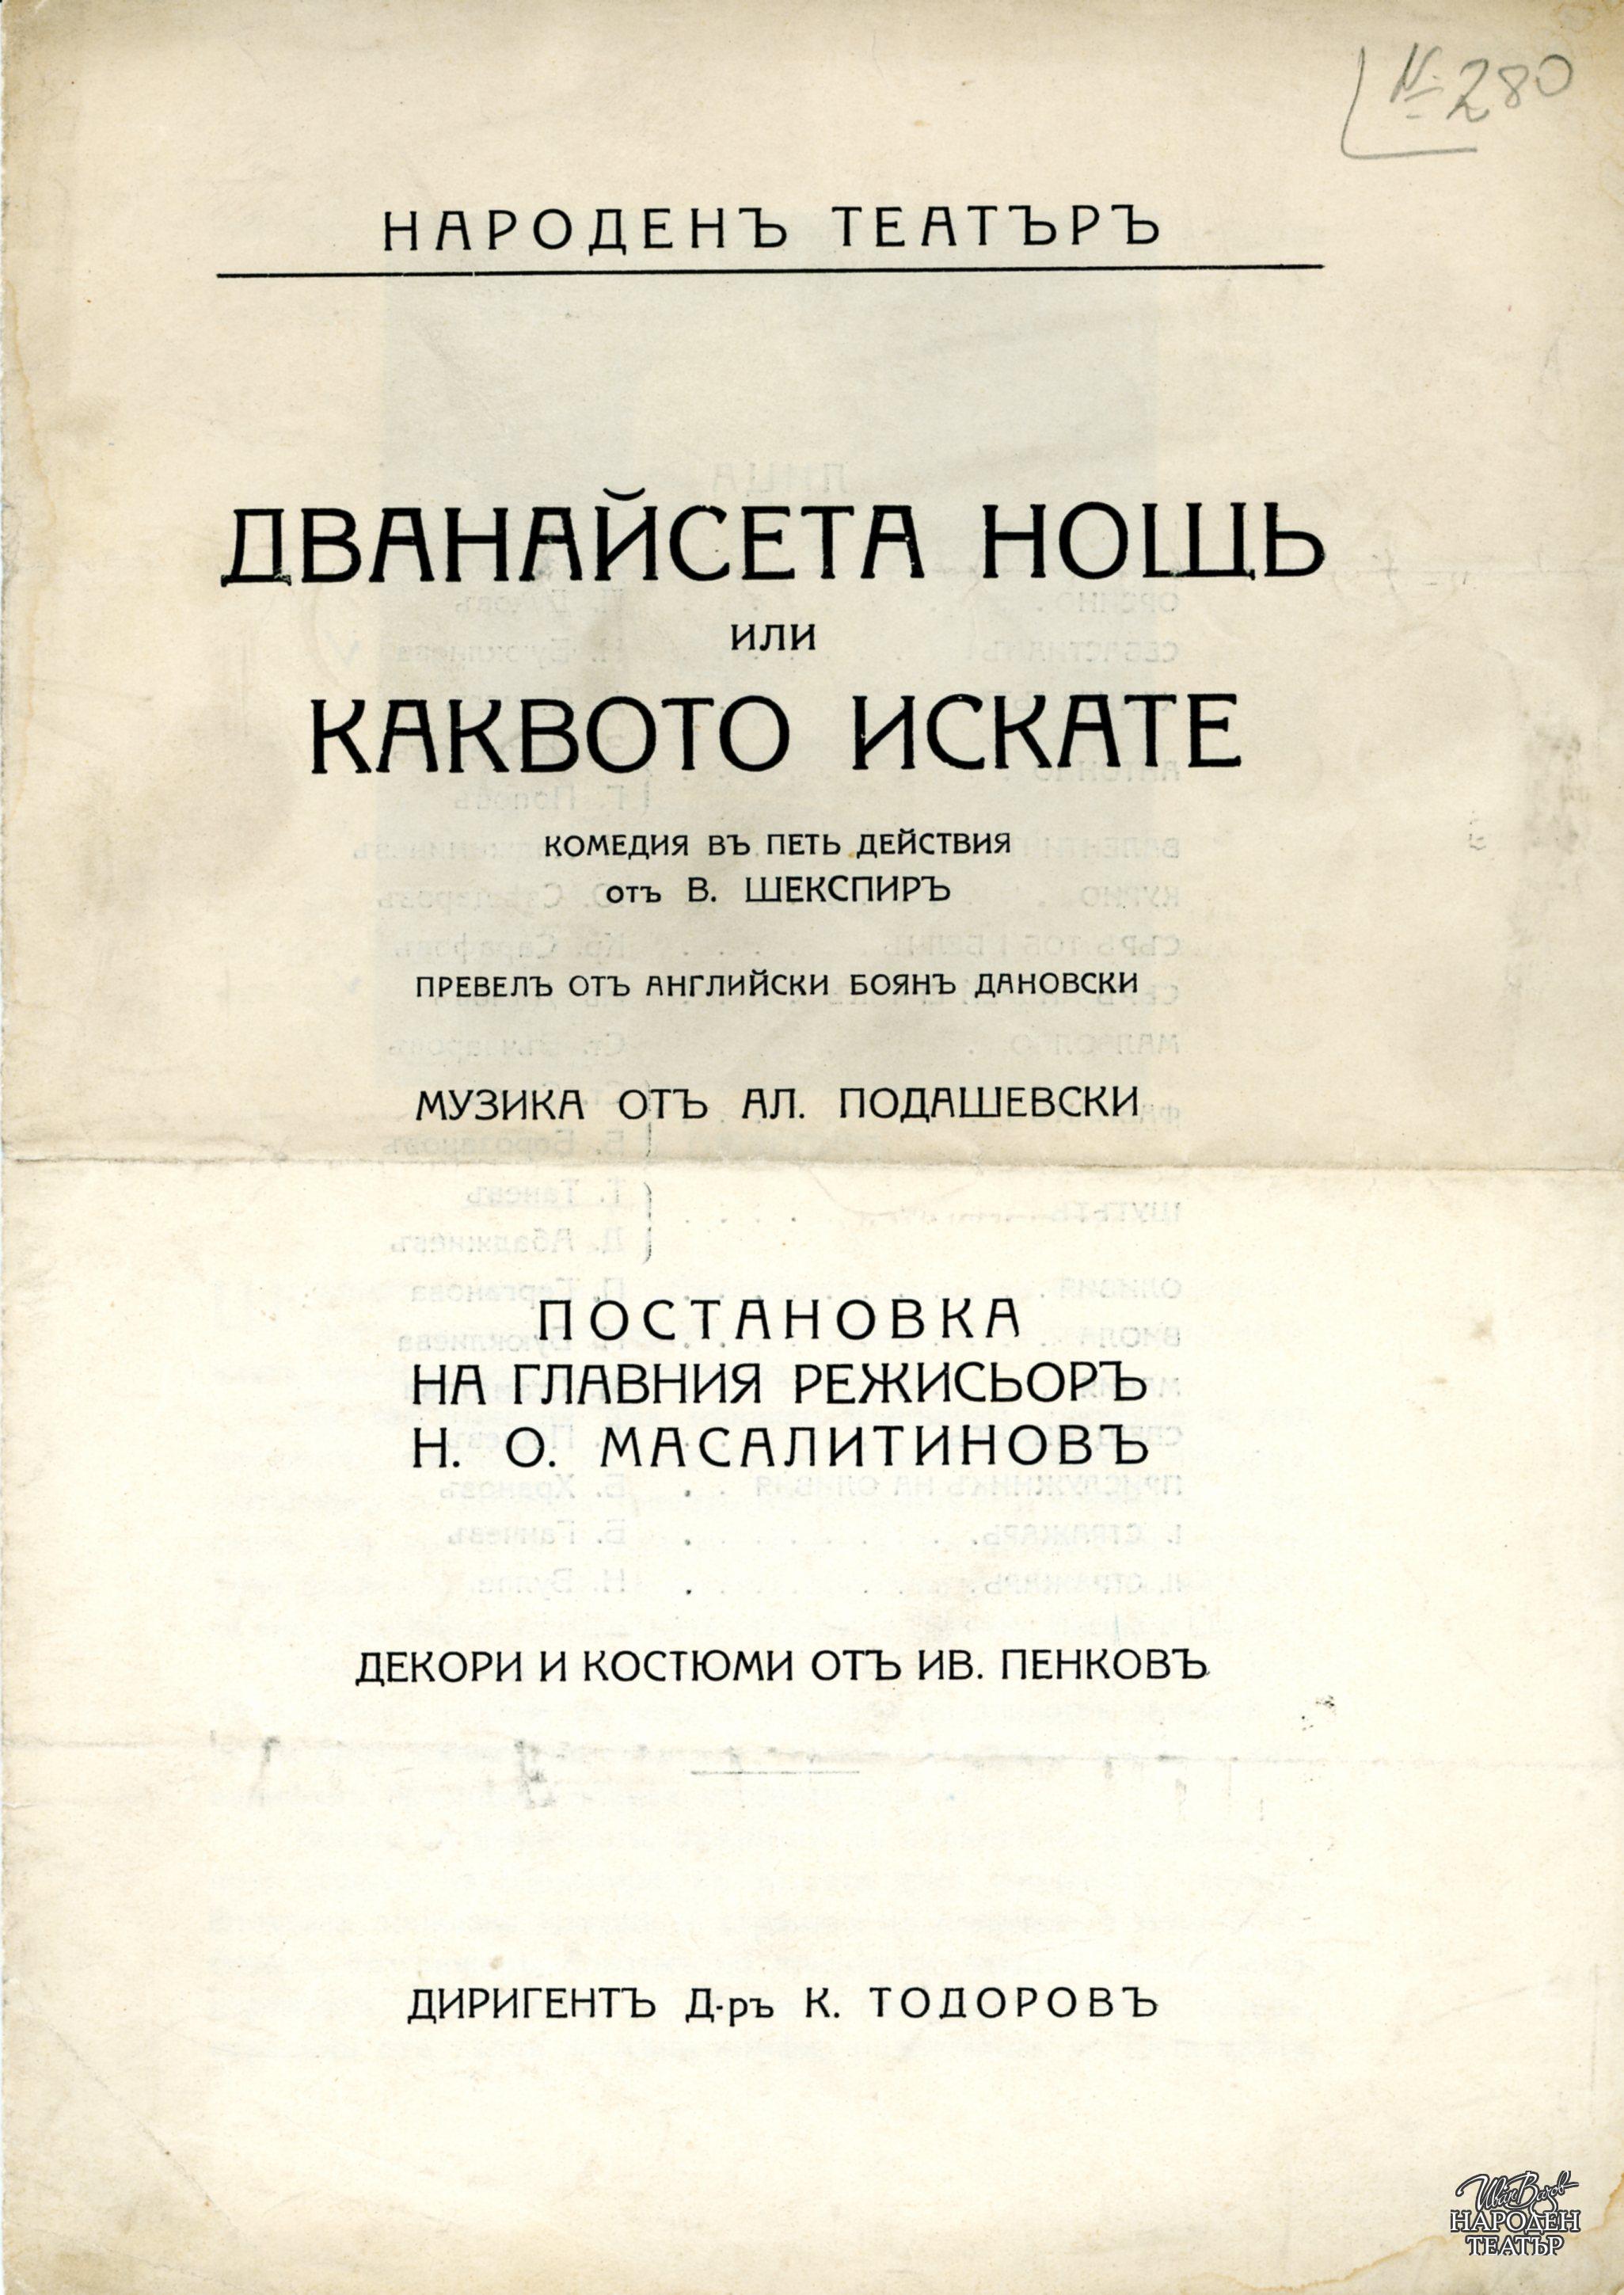 № 280
НАРОДЕНЪ ТЕАТЪРЪ
ДВАНАЙСЕТА НОЩЬ
ИЛИ
КАКВОТО ИСКАТЕ
КОМЕДИЯ ВЪ ПЕТЬ ДЕЙСТВИЯ
отъ В. ШЕКСПИРЪ
ПРЕВЕЛЪ ОТЪ АНГЛИЙСКИ БОЯНЪ ДАНОВСКИ
МУЗИКА ОТЪ АЛ. ПОДАШЕВСКИ
ПОСТАНОВКА
НА ГЛАВНИЯ РЕЖИСЬОРЪ
Н. О. МАСАЛИТИНОВЪ
ДЕКОРИ И КОСТЮМИ ОТЪ ИВ. ПЕНКОВЪ
ДИРИГЕНТЪ Д-ръ К. ТОДОРОВЪ
Иван Вазов
НАРОДЕН
ТЕАТЪР